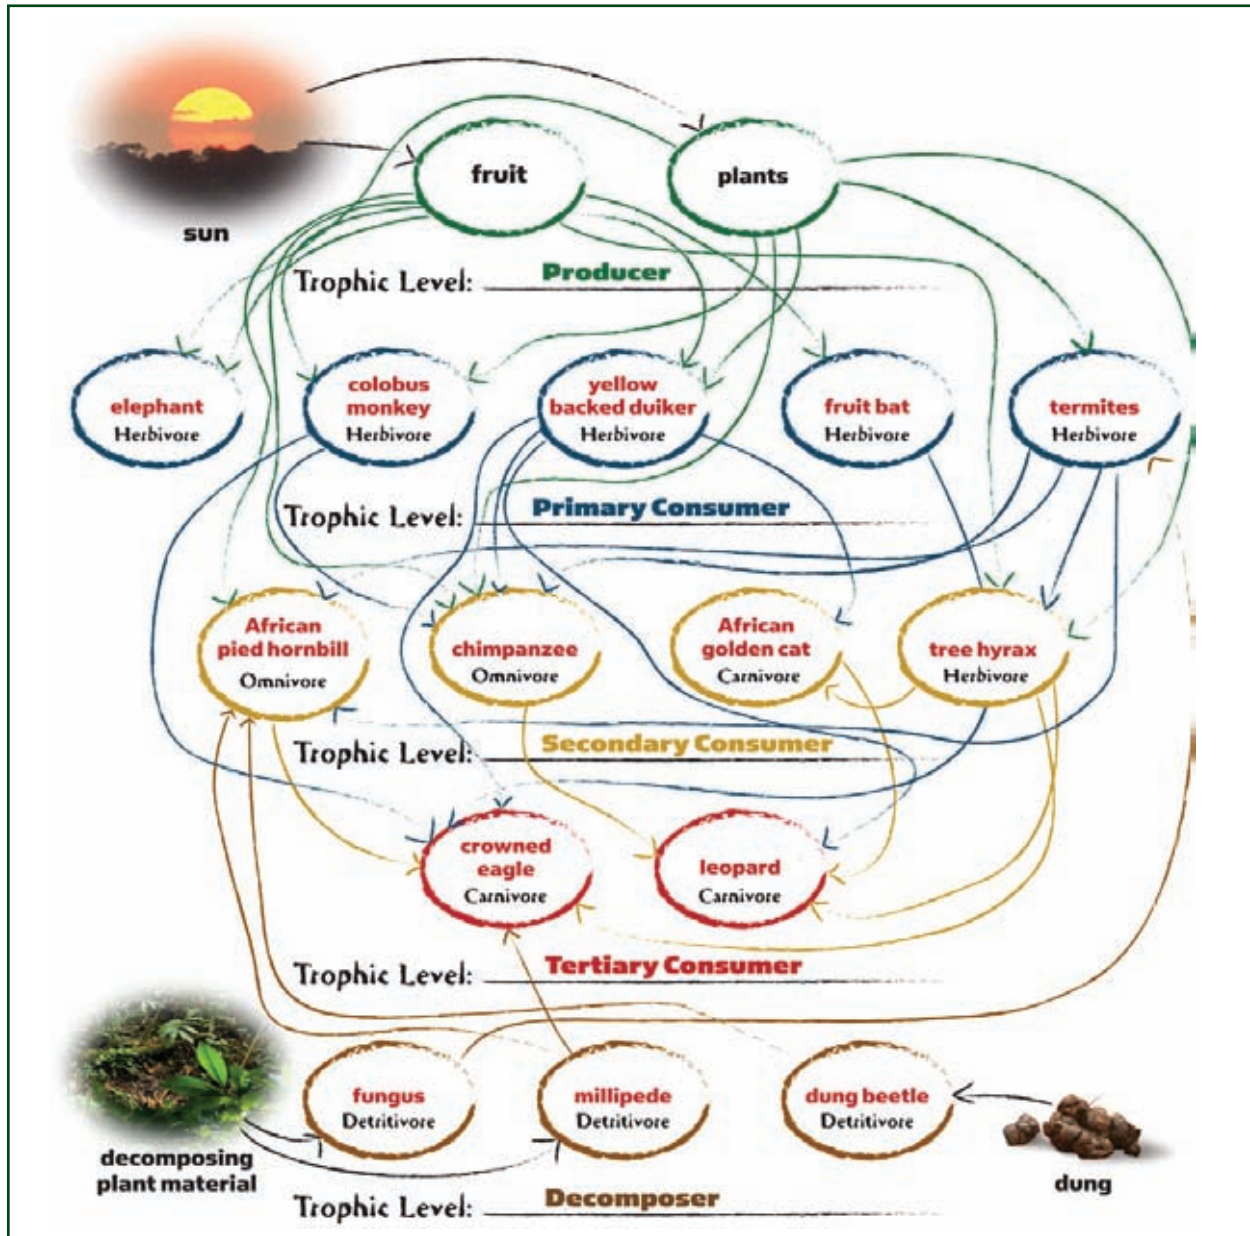 sun
fruit
plants
Trophic Level: Producer
elephant
Herbivore
colobus
monkey
Herbivore
yellow
backed duiker
Herbivore
fruit bat
Herbivore
termites
Herbivore
Trophic Level: Primary Consumer
African
pied hornbill
Omnivore
chimpanzee
Omnivore
African
golden cat
Carnivore
tree hyrax
Herbivore
Trophic Level: Secondary Consumer
crowned
eagle
Carnivore
leopard
Carnivore
Trophic Level: Tertiary Consumer
decomposing
plant material
fungus
Detritivore
millipede
Detritivore
dung beetle
Detritivore
dung
Trophic Level: Decomposer